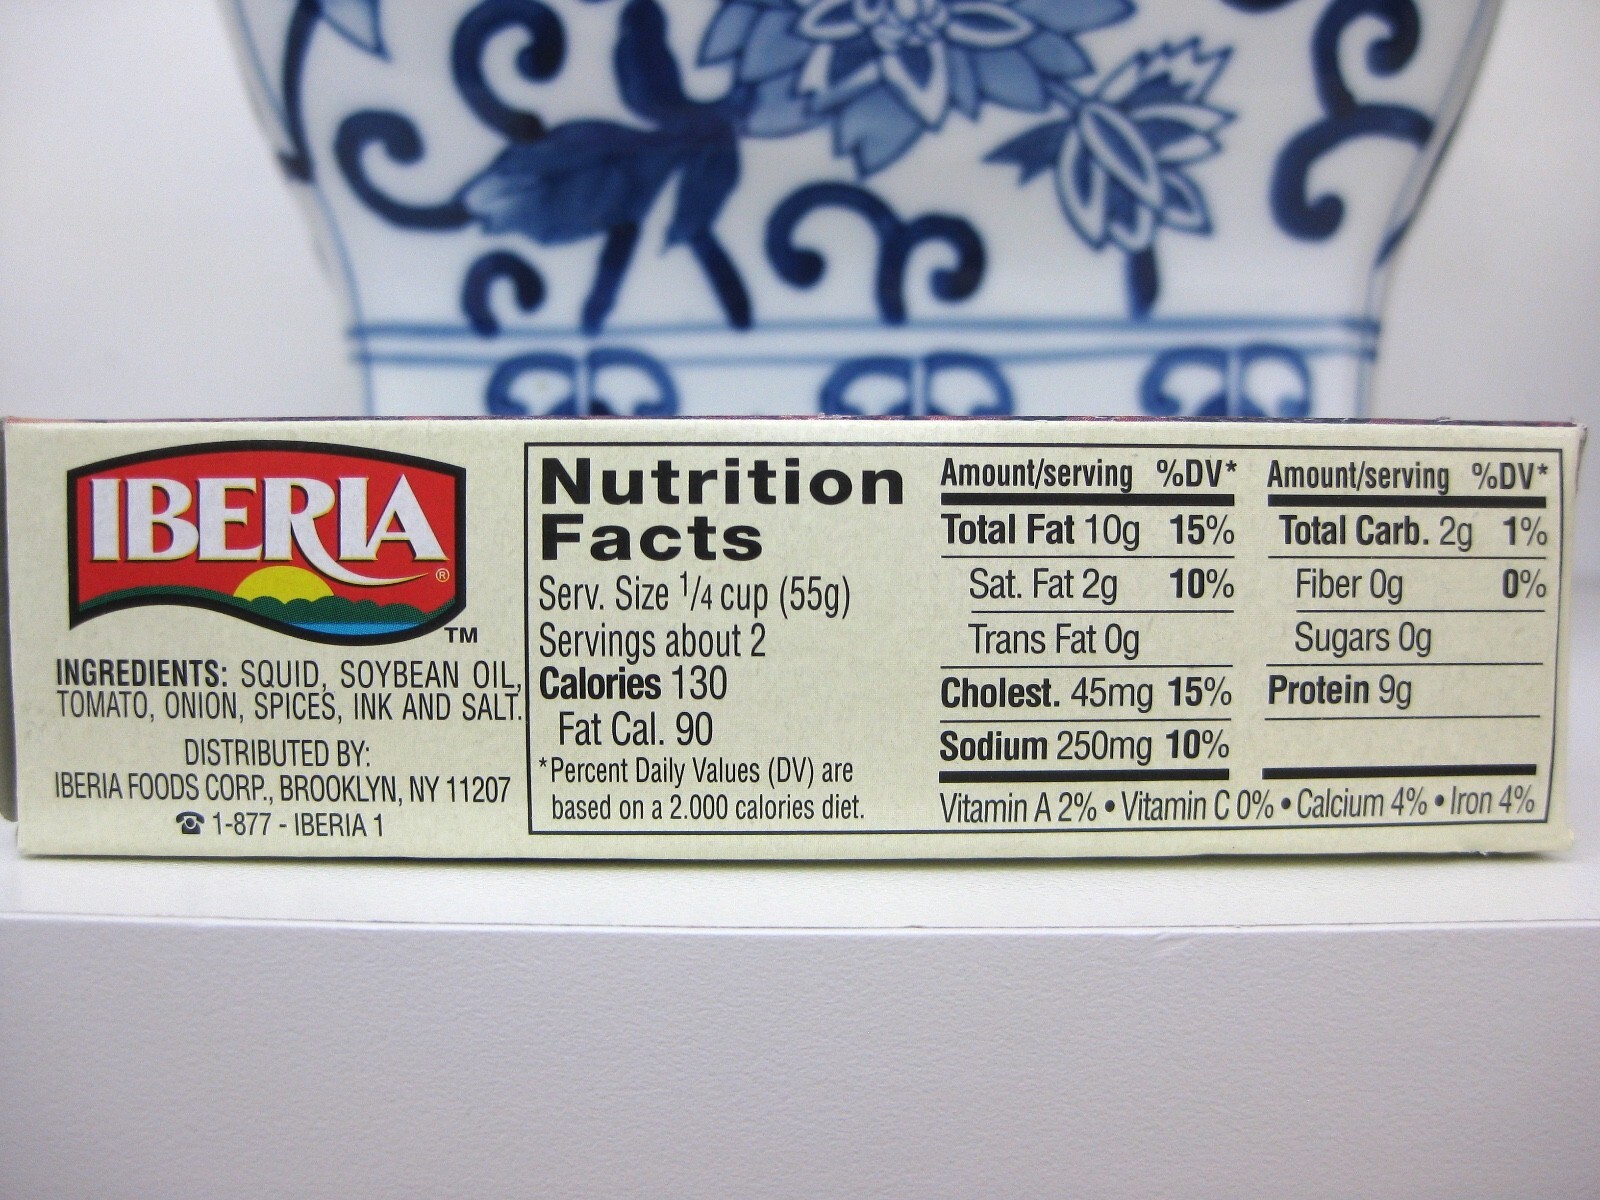 IBERIA®
TM
INGREDIENTS: SQUID, SOYBEAN OIL,
TOMATO, ONION, SPICES, INK AND SALT.
DISTRIBUTED BY:
IBERIA FOODS CORP., BROOKLYN, NY 11207
☎ 1-877 - IBERIA 1
Nutrition
Facts
Serv. Size 1/4 cup (55g)
Servings about 2
Calories 130
Fat Cal. 90
*Percent Daily Values (DV) are
based on a 2.000 calories diet.
Amount/serving %DV*
Total Fat 10g 15%
Sat. Fat 2g 10%
Trans Fat 0g
Cholest. 45mg 15%
Sodium 250mg 10%
Amount/serving %DV*
Total Carb. 2g 1%
Fiber 0g 0%
Sugars 0g
Protein 9g
Vitamin A 2% • Vitamin C 0% • Calcium 4% • Iron 4%